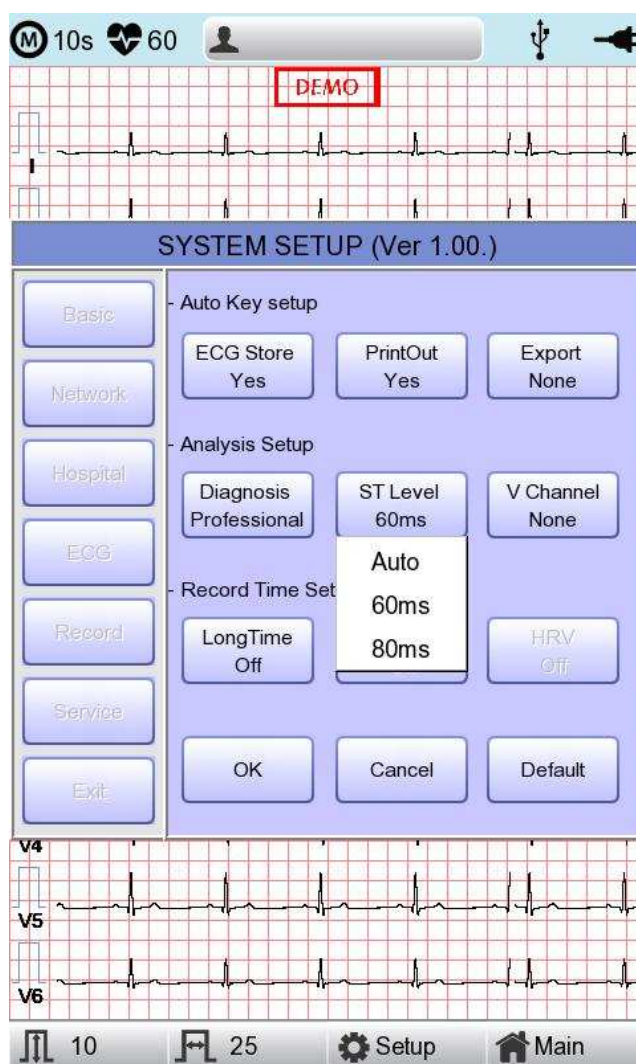 M 10s 60
DEMO
I
SYSTEM SETUP (Ver 1.00.)
Basic
Network
Hospital
ECG
Record
Service
Exit
- Auto Key setup
ECG Store
Yes
PrintOut
Yes
Export
None
- Analysis Setup
Diagnosis
Professional
ST Level
60ms
V Channel
None
Auto
60ms
80ms
- Record Time Set
LongTime
Off
HRV
Off
OK
Cancel
Default
V4
V5
V6
10
25
Setup
Main